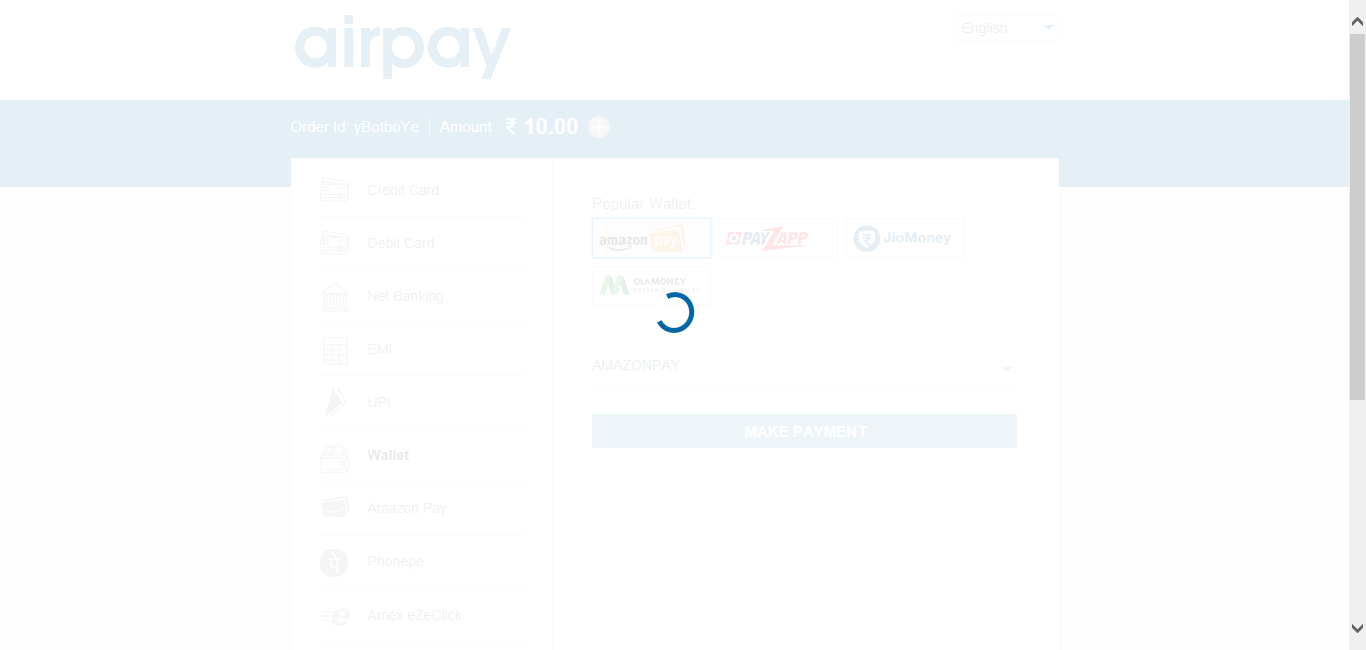 airpay
English
Order Id: yBotboYe
Amount : ₹ 10.00
Credit Card
Debit Card
Net Banking
EMI
UPI
Wallet
Amazon Pay
Phonepe
Amex eZeClick
Popular Wallet:
amazon pay
PAYZAPP
JioMoney
OLAMONEY
AMAZONPAY
MAKE PAYMENT